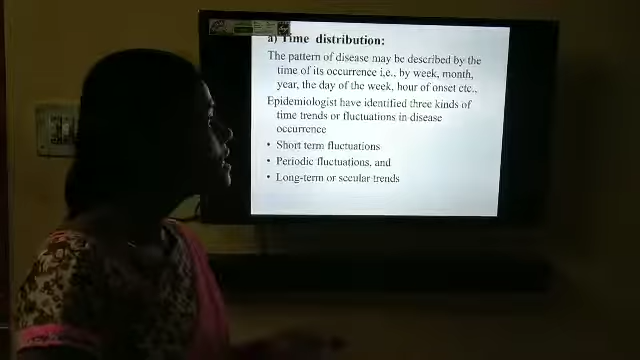 a) Time distribution:
The pattern of disease may be described by the
time of its occurrence i,e., by week, month,
year, the day of the week, hour of onset etc.,
Epidemiologist have identified three kinds of
time trends or fluctuations in disease
occurrence
• Short term fluctuations
• Periodic fluctuations, and
• Long-term or secular trends